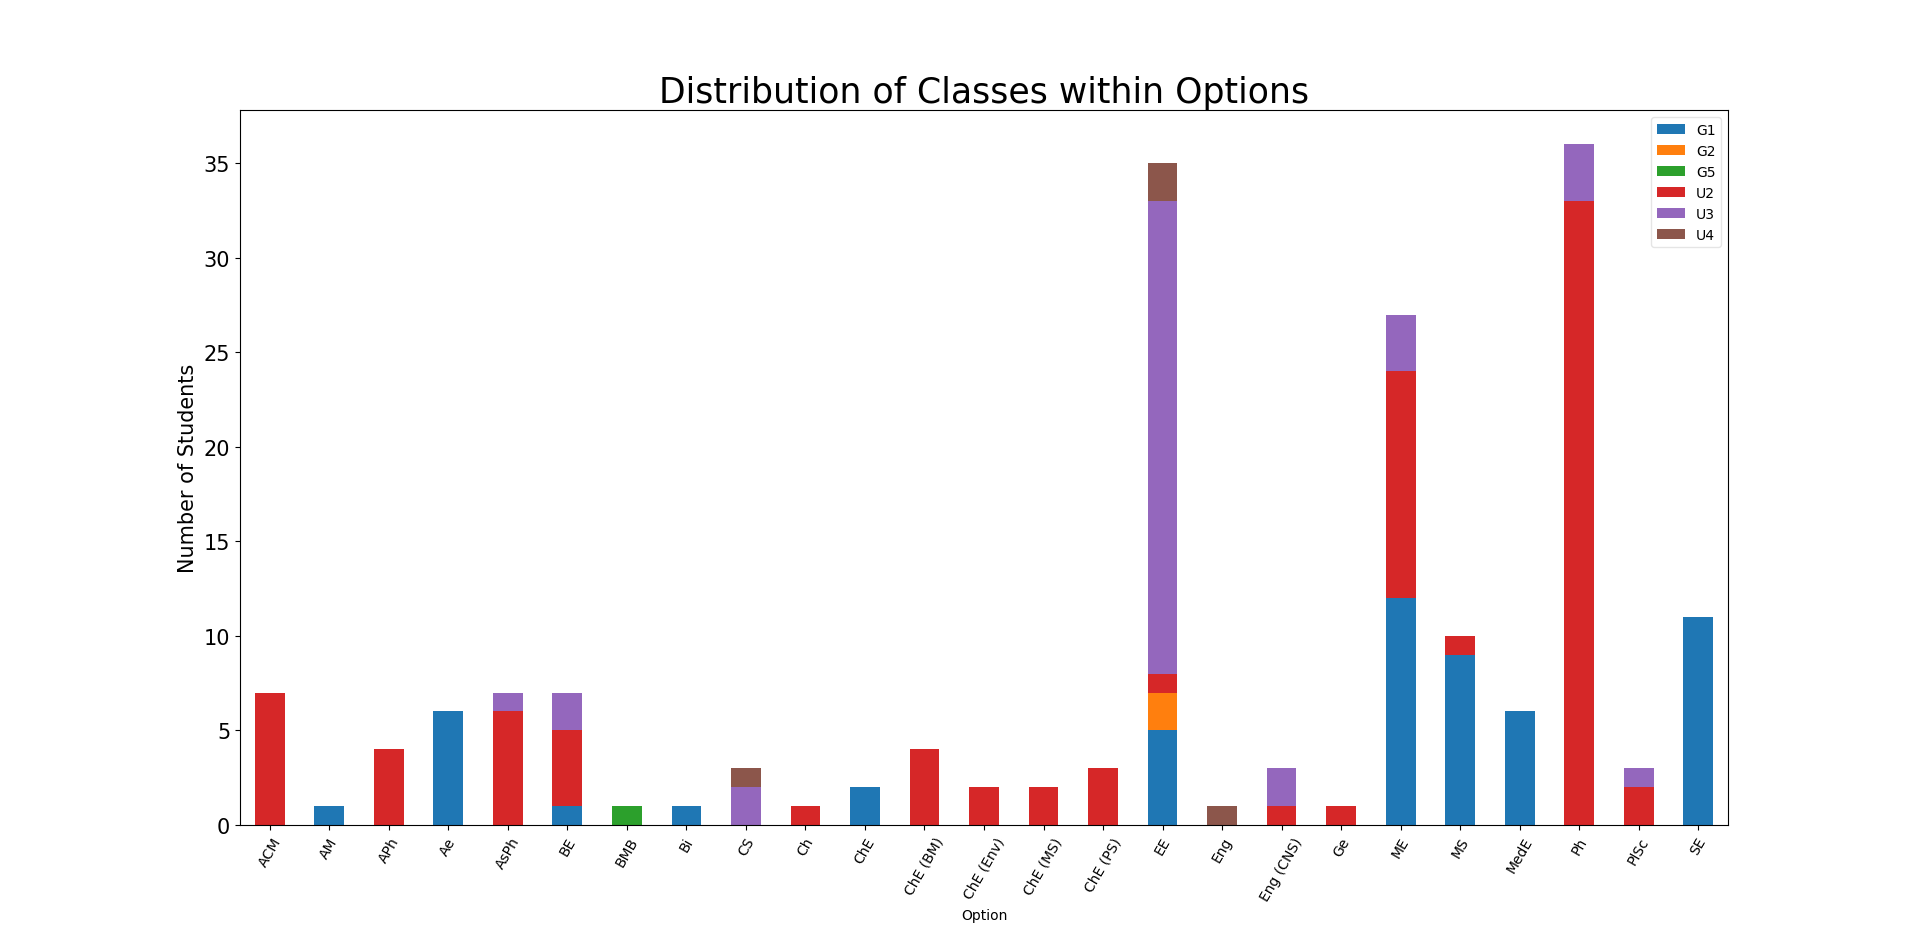 Distribution of Classes within Options
G1
G2
G5
U2
U3
U4
Number of Students
35
30
25
20
15
10
5
0
ACM
AM
APh
Ae
AsPh
BE
BMB
Bi
CS
Ch
ChE
ChE (BM)
ChE (Env)
ChE (MS)
ChE (PS)
EE
Eng
Eng (CNS)
Ge
ME
MS
MedE
Ph
PlSc
SE
Option